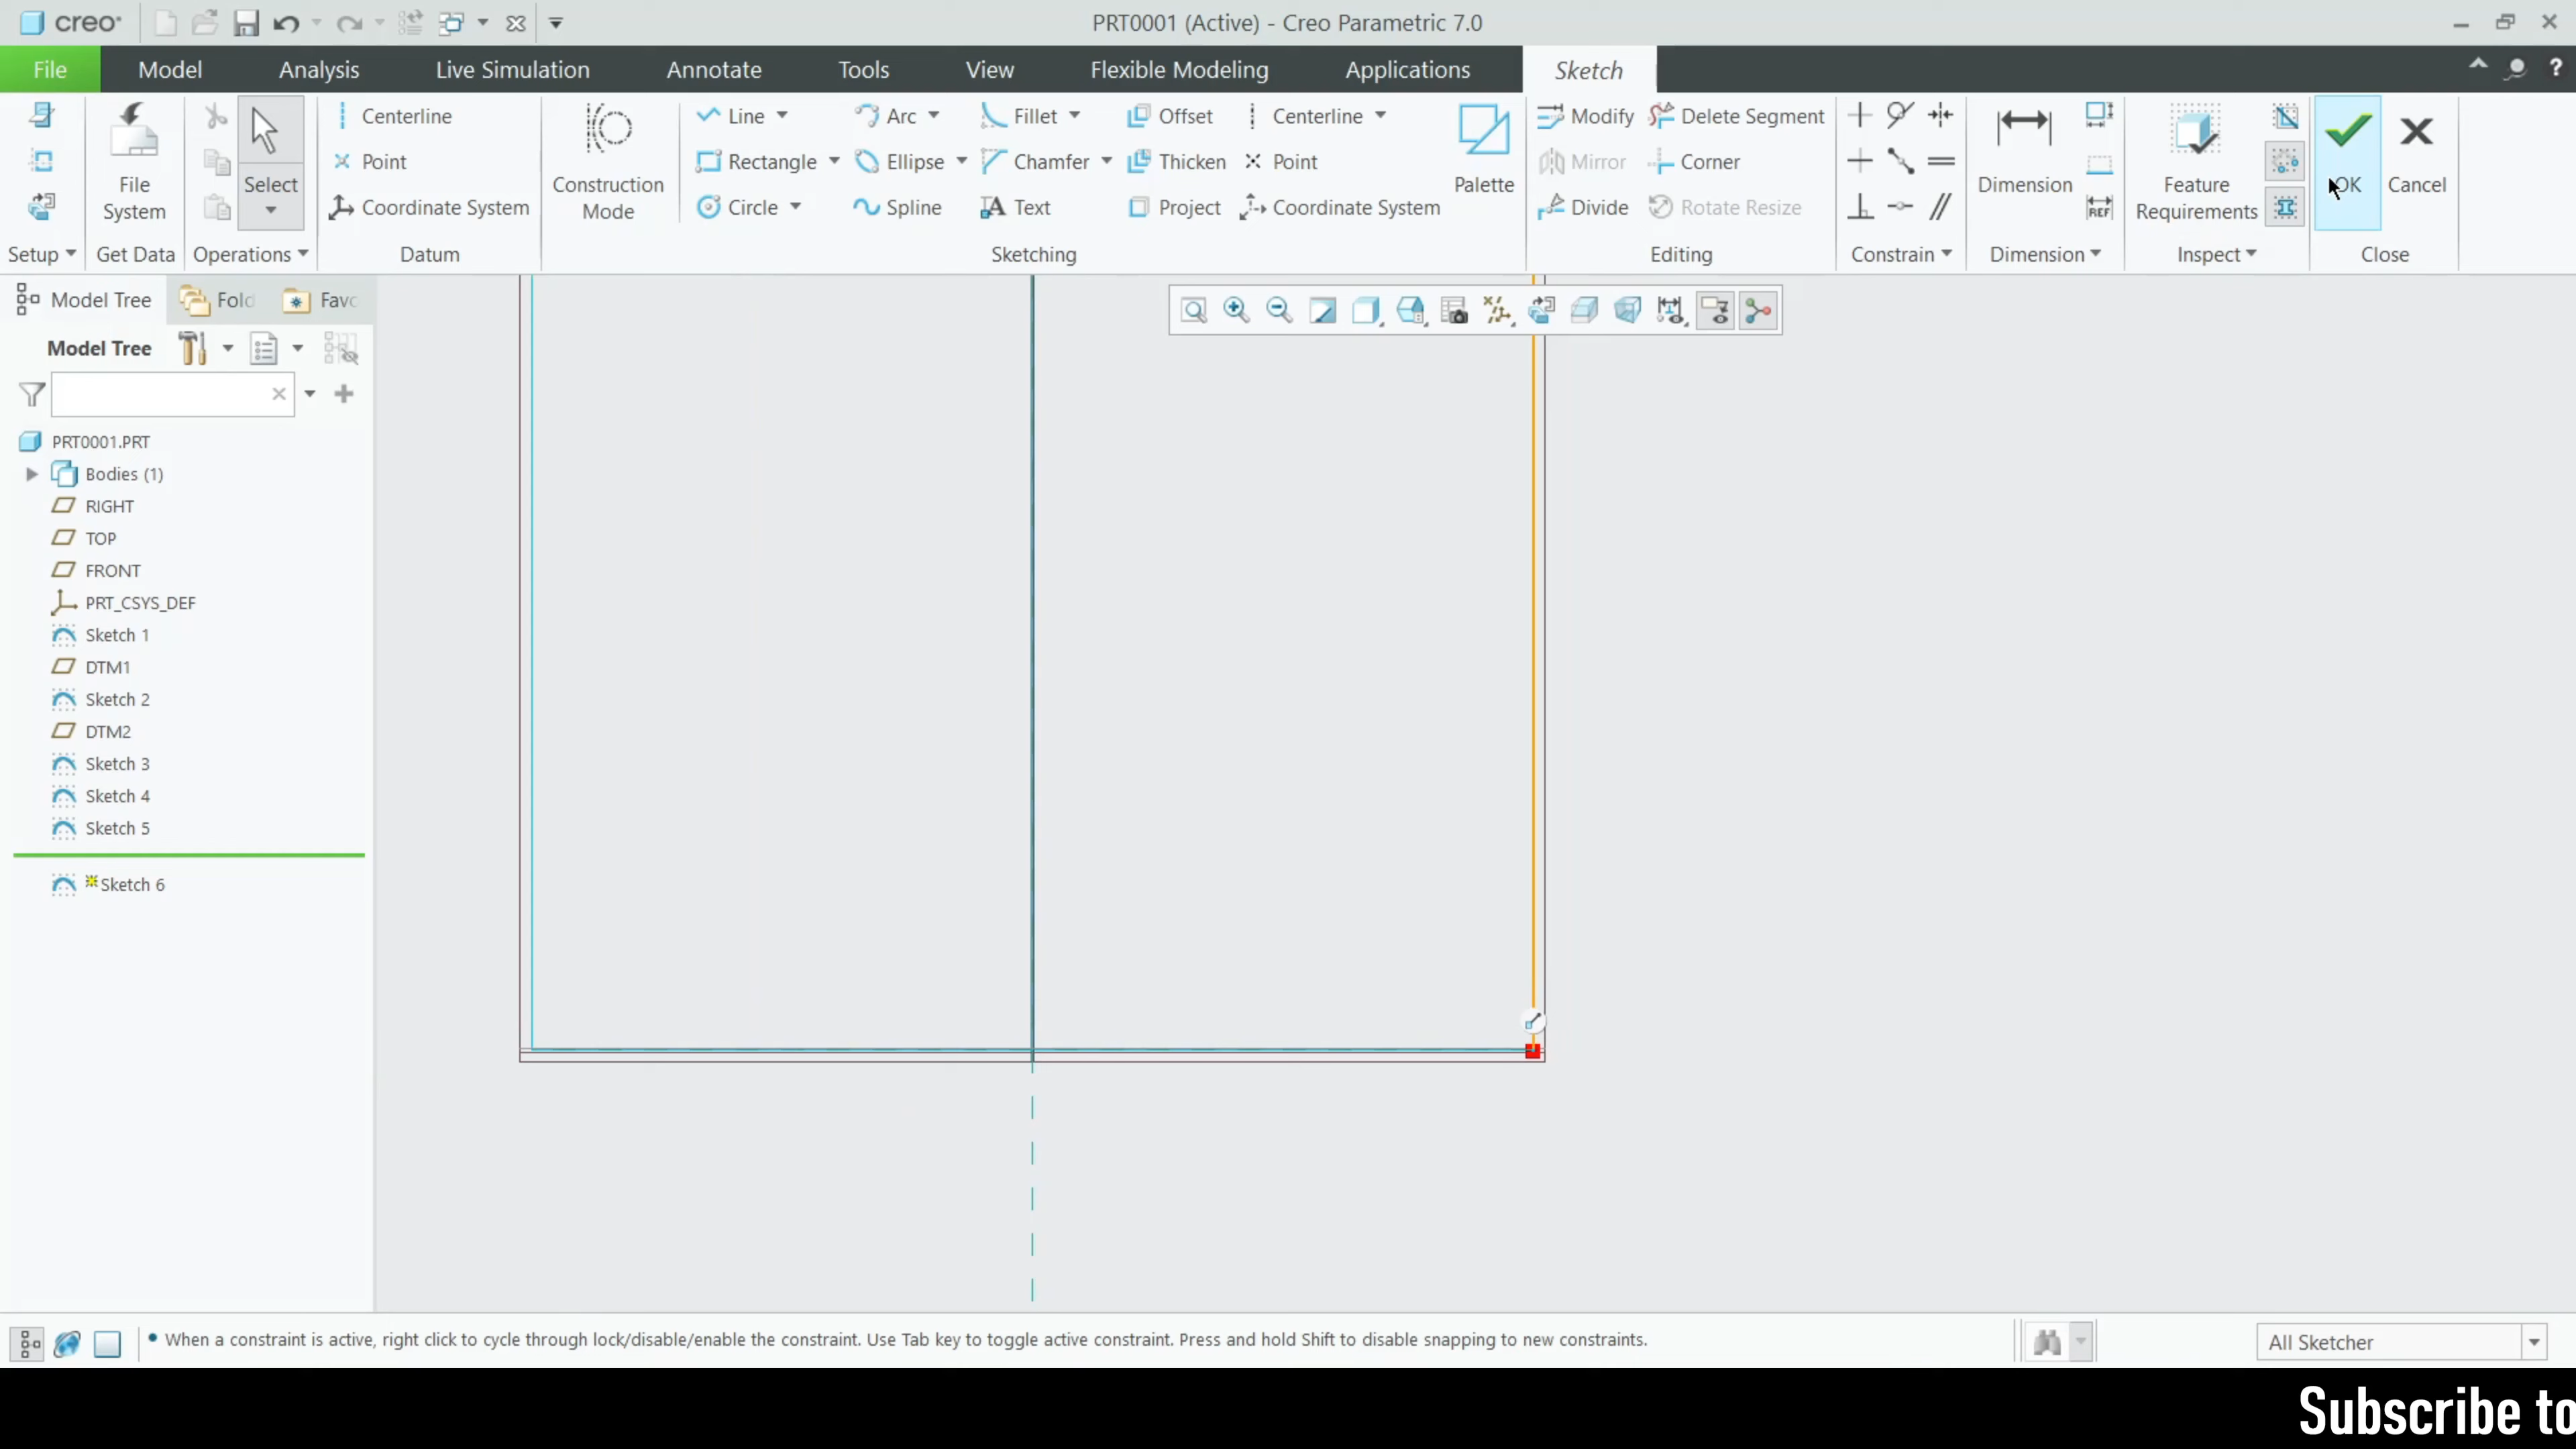 creo
PRT0001 (Active) - Creo Parametric 7.0
File Model Analysis Live Simulation Annotate Tools View Flexible Modeling Applications Sketch
Centerline Line Arc Fillet Offset Centerline Modify Delete Segment
Point Rectangle Ellipse Chamfer Thicken Point Mirror Corner
Coordinate System Circle Spline Text Project Coordinate System Divide Rotate Resize
File System
Select
Construction Mode
Palette
Dimension
REF
Feature Requirements
OK
Cancel
Setup Get Data Operations Datum Sketching Editing Constrain Dimension Inspect Close
Model Tree Fold Favo
Model Tree
PRT0001.PRT
Bodies (1)
RIGHT
TOP
FRONT
PRT_CSYS_DEF
Sketch 1
DTM1
Sketch 2
DTM2
Sketch 3
Sketch 4
Sketch 5
Sketch 6
When a constraint is active, right click to cycle through lock/disable/enable the constraint. Use Tab key to toggle active constraint. Press and hold Shift to disable snapping to new constraints.
All Sketcher
Subscribe to